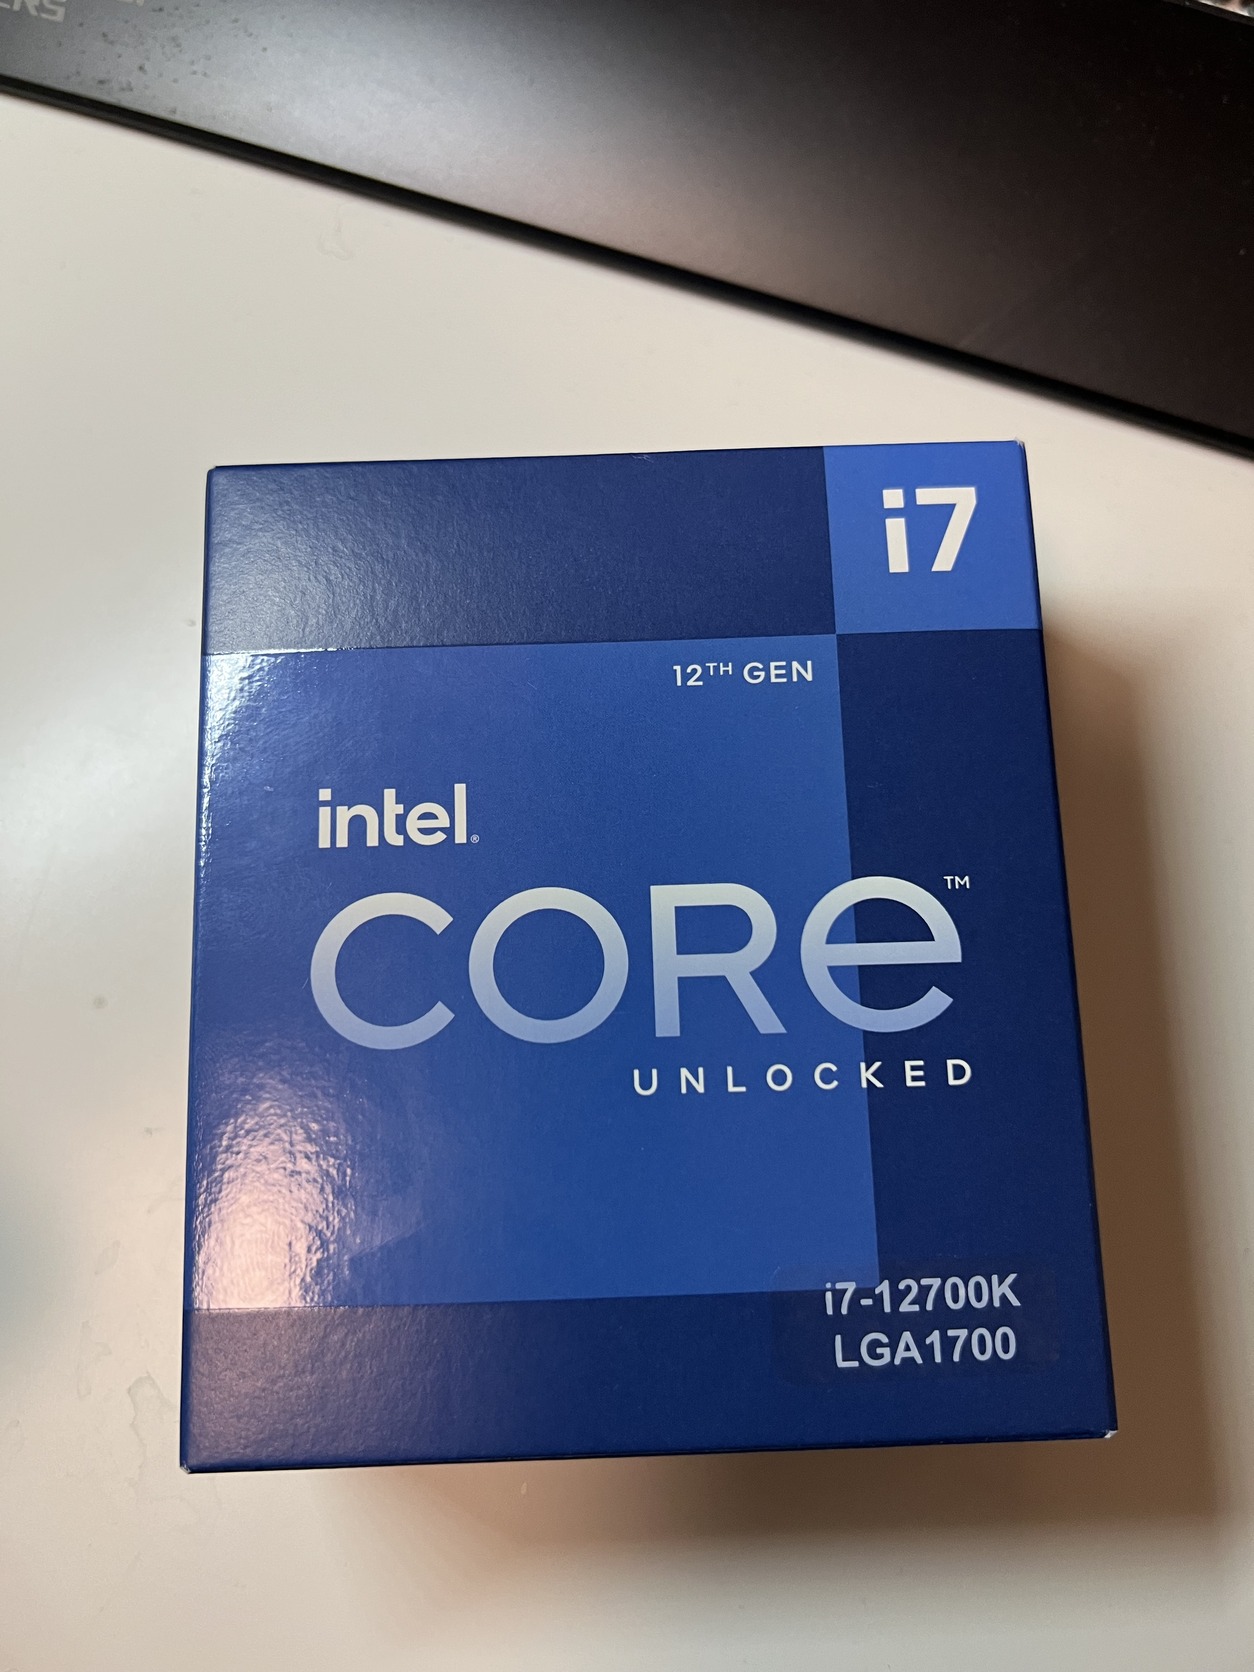 i7
12TH GEN
intel®
CORe™
UNLOCKED
i7-12700K
LGA1700